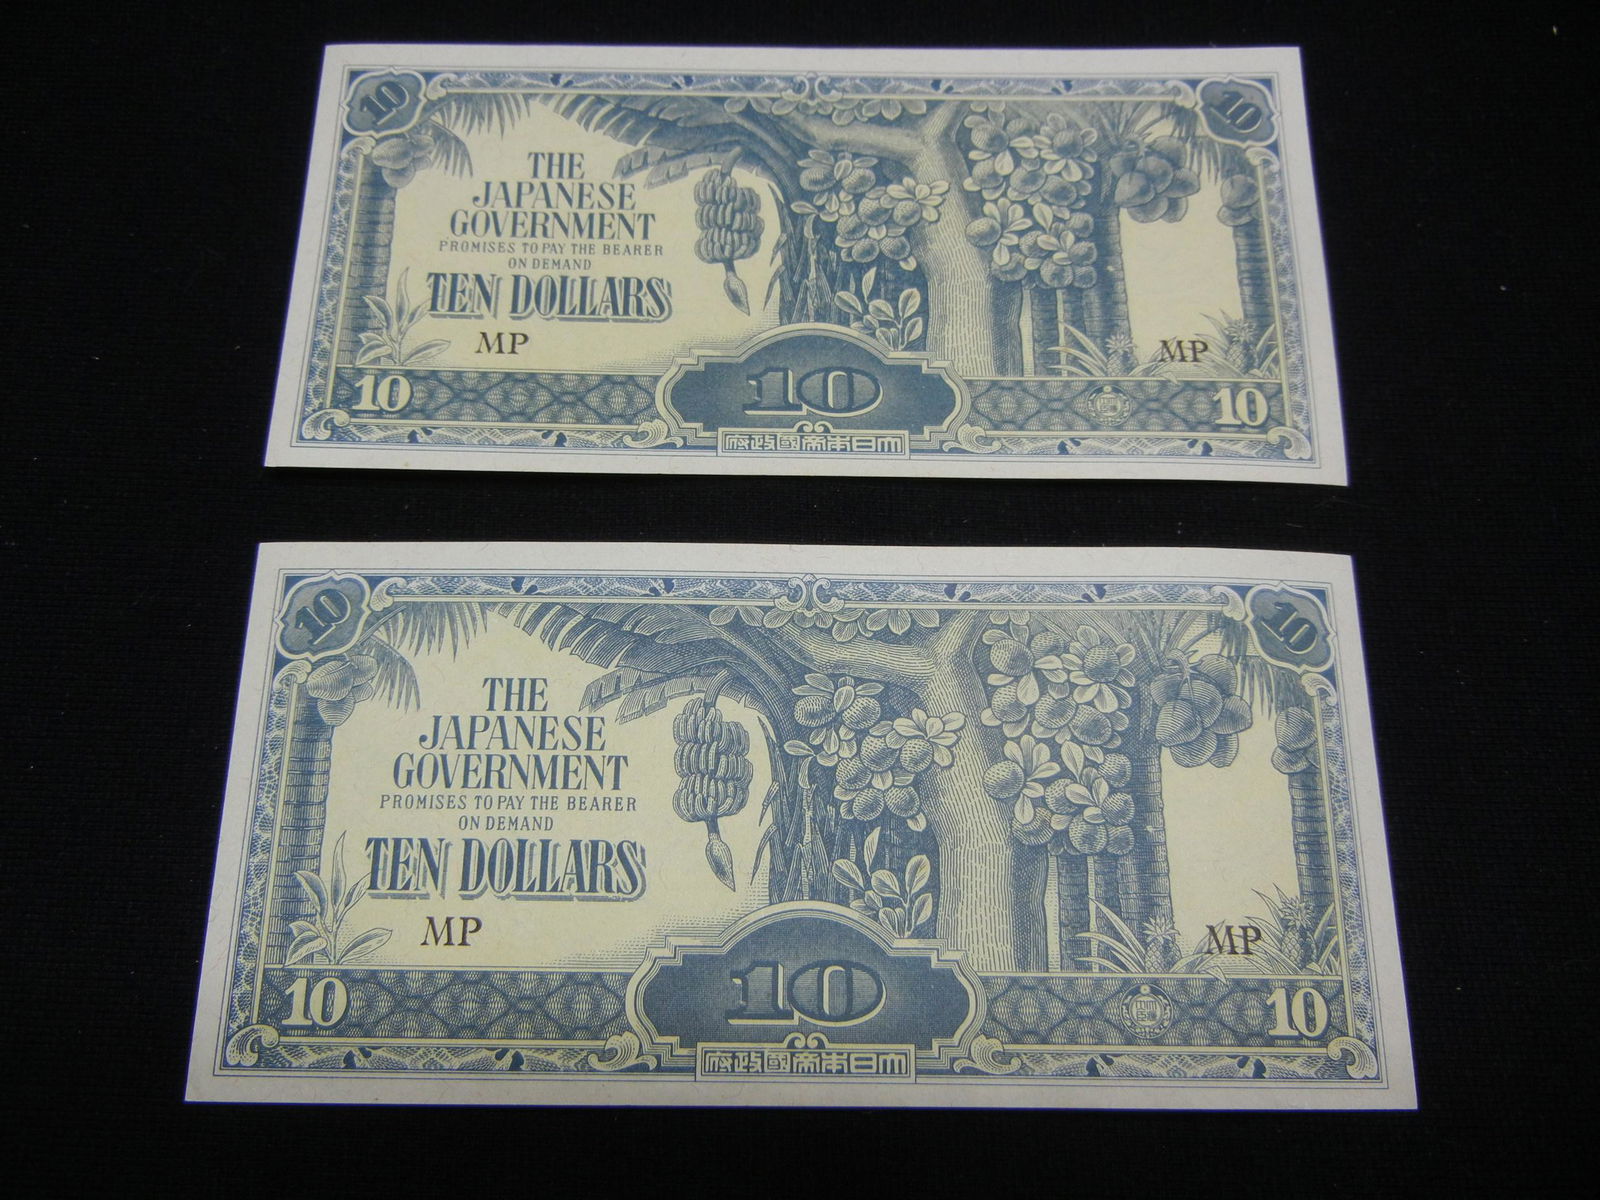 10 10
THE
JAPANESE
GOVERNMENT
PROMISES TO PAY THE BEARER
ON DEMAND
TEN DOLLARS
MP MP
10 10 10
府政國帝本日大
10 10
THE
JAPANESE
GOVERNMENT
PROMISES TO PAY THE BEARER
ON DEMAND
TEN DOLLARS
MP MP
10 10 10
府政國帝本日大